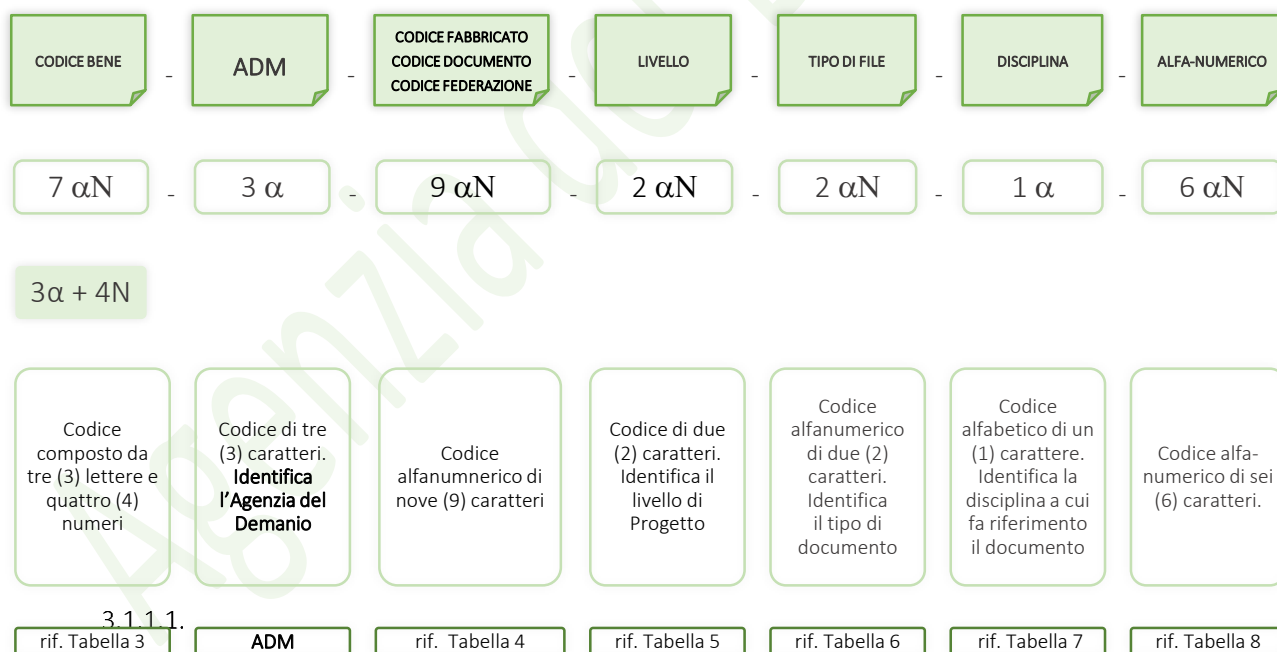 CODICE BENE - ADM - CODICE FABBRICATO
CODICE DOCUMENTO
CODICE FEDERAZIONE - LIVELLO - TIPO DI FILE - DISCIPLINA - ALFA-NUMERICO
7 αN - 3 α - 9 αN - 2 αN - 2 αN - 1 α - 6 αN
3α + 4N
Codice
composto da
tre (3) lettere e
quattro (4)
numeri
Codice di tre
(3) caratteri.
Identifica
l'Agenzia del
Demanio
Codice
alfanumnerico di
nove (9) caratteri
Codice di due
(2) caratteri.
Identifica il
livello di
Progetto
Codice
alfanumerico
di due (2)
caratteri.
Identifica
il tipo di
documento
Codice
alfabetico di un
(1) carattere.
Identifica la
disciplina a cui
fa riferimento
il documento
Codice alfa-
numerico di sei
(6) caratteri.
3.1.1.1.
rif. Tabella 3
ADM
rif. Tabella 4
rif. Tabella 5
rif. Tabella 6
rif. Tabella 7
rif. Tabella 8
Agenzia